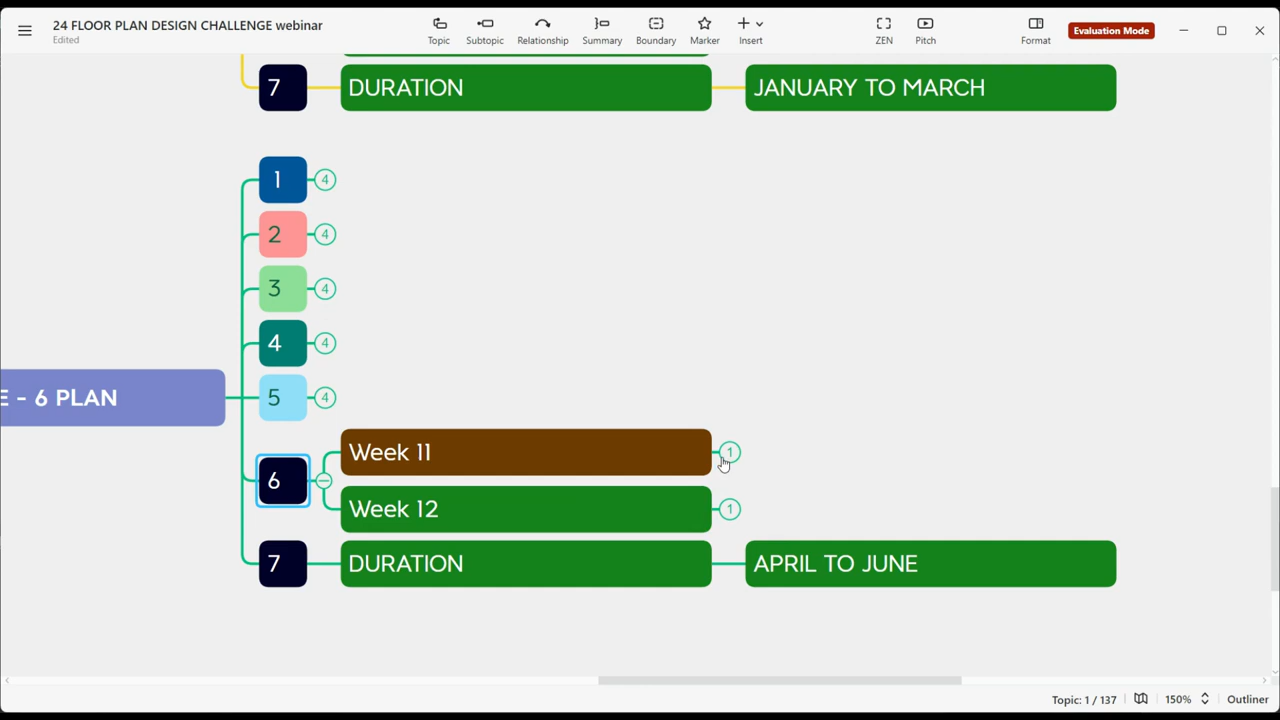 24 FLOOR PLAN DESIGN CHALLENGE webinar
Edited
Topic
Subtopic
Relationship
Summary
Boundary
Marker
Insert
ZEN
Pitch
Format
Evaluation Mode
7 DURATION JANUARY TO MARCH
1 4
2 4
3 4
4 4
E - 6 PLAN
5 4
Week 11 1
6
Week 12 1
7 DURATION APRIL TO JUNE
Topic: 1 / 137
150%
Outliner